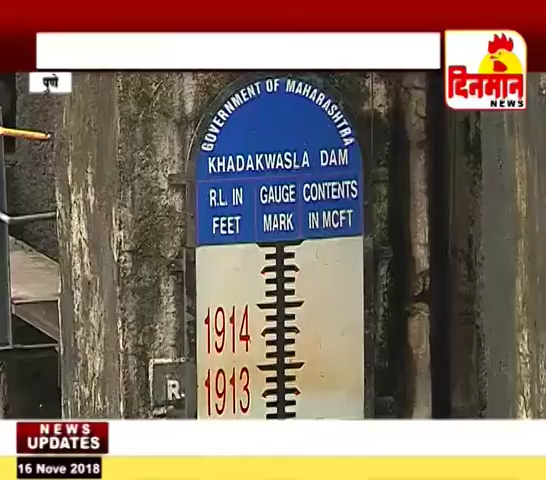 दिनमान
NEWS
पुणे
GOVERNMENT OF MAHARASHTRA
KHADAKWASLA DAM
R.L. IN FEET
GAUGE MARK
CONTENTS IN MCFT
1914
1913
R.
NEWS
UPDATES
16 Nove 2018